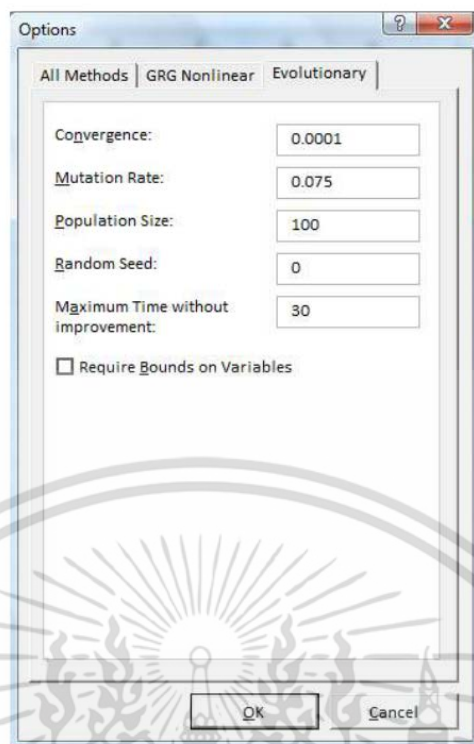 Options
All Methods GRG Nonlinear Evolutionary
Convergence: 0.0001
Mutation Rate: 0.075
Population Size: 100
Random Seed: 0
Maximum Time without
improvement: 30
Require Bounds on Variables
OK Cancel